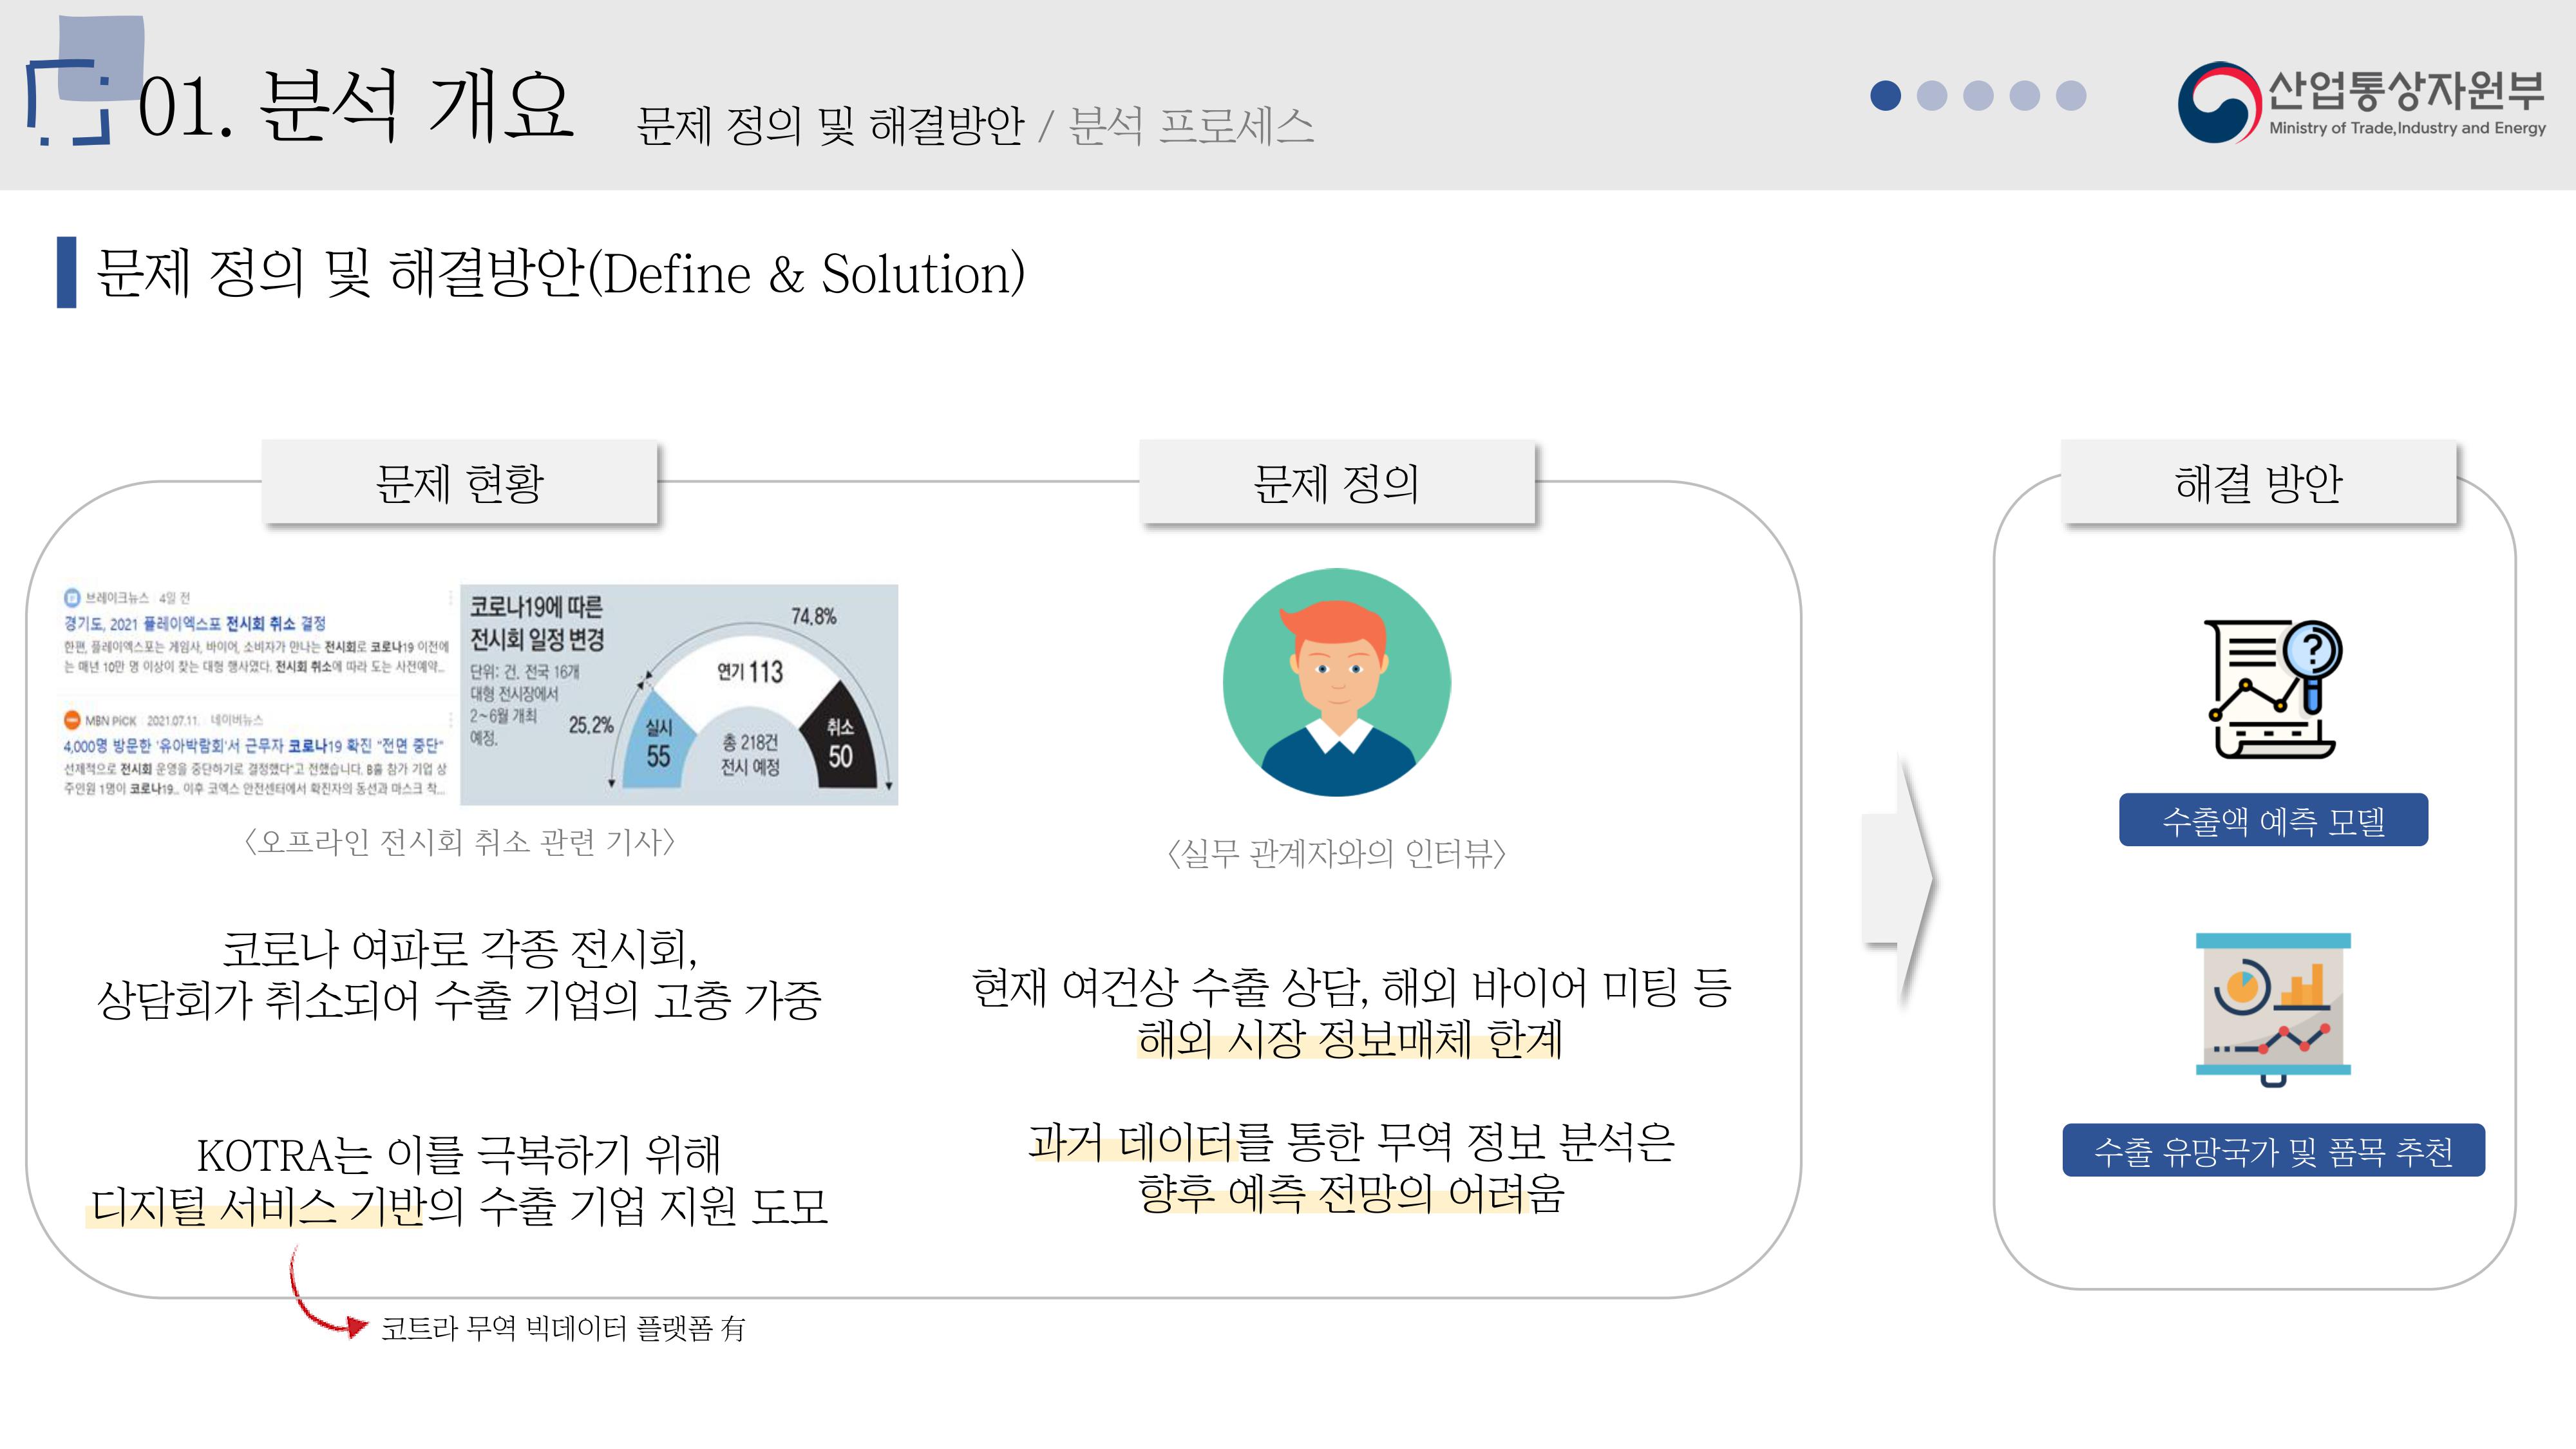 01. 분석 개요
문제 정의 및 해결방안 / 분석 프로세스
산업통상자원부
Ministry of Trade,Industry and Energy
문제 정의 및 해결방안(Define & Solution)
문제 현황
브레이크뉴스 4일 전
경기도, 2021 플레이엑스포 전시회 취소 결정
한편, 플레이엑스포는 게임사, 바이어, 소비자가 만나는 전시회로 코로나19 이전에
는 매년 10만 명 이상이 찾는 대형 행사였다. 전시회 취소에 따라 도는 사전예약...
MBN PiCK 2021.07.11. 네이버뉴스
4,000명 방문한 '유아박람회'서 근무자 코로나19 확진 "전면 중단"
선제적으로 전시회 운영을 중단하기로 결정했다"고 전했습니다. B홀 참가 기업 상
주인원 1명이 코로나19... 이후 코엑스 안전센터에서 확진자의 동선과 마스크 착...
코로나19에 따른
전시회 일정 변경
단위: 건. 전국 16개
대형 전시장에서
2~6월 개최
예정.
74.8%
연기 113
25.2%
실시
55
총 218건
전시 예정
취소
50
<오프라인 전시회 취소 관련 기사>
코로나 여파로 각종 전시회,
상담회가 취소되어 수출 기업의 고충 가중
KOTRA는 이를 극복하기 위해
디지털 서비스 기반의 수출 기업 지원 도모
코트라 무역 빅데이터 플랫폼 有
문제 정의
<실무 관계자와의 인터뷰>
현재 여건상 수출 상담, 해외 바이어 미팅 등
해외 시장 정보매체 한계
과거 데이터를 통한 무역 정보 분석은
향후 예측 전망의 어려움
해결 방안
?
수출액 예측 모델
수출 유망국가 및 품목 추천